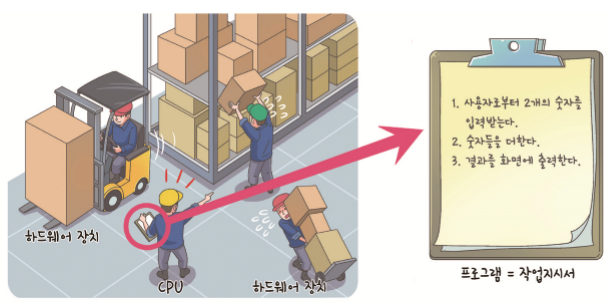 하드웨어 장치
CPU
하드웨어 장치
1. 사용자로부터 2개의 숫자를
입력받는다.
2. 숫자들을 더한다.
3. 결과를 화면에 출력한다.
프로그램 = 작업지시서